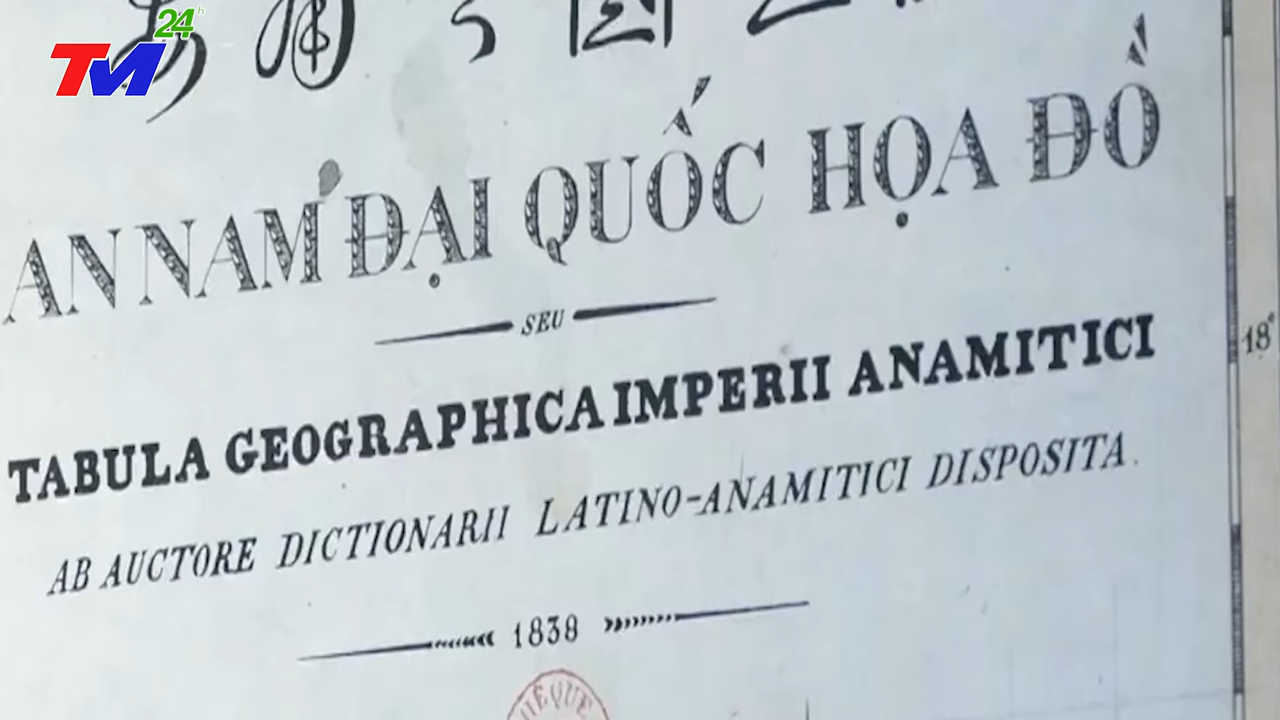 TM 24h
AN NAM ĐẠI QUỐC HỌA ĐỒ
SEU
TABULA GEOGRAPHICA IMPERII ANAMITICI
18°
AB AUCTORE DICTIONARII LATINO-ANAMITICI DISPOSITA.
1838